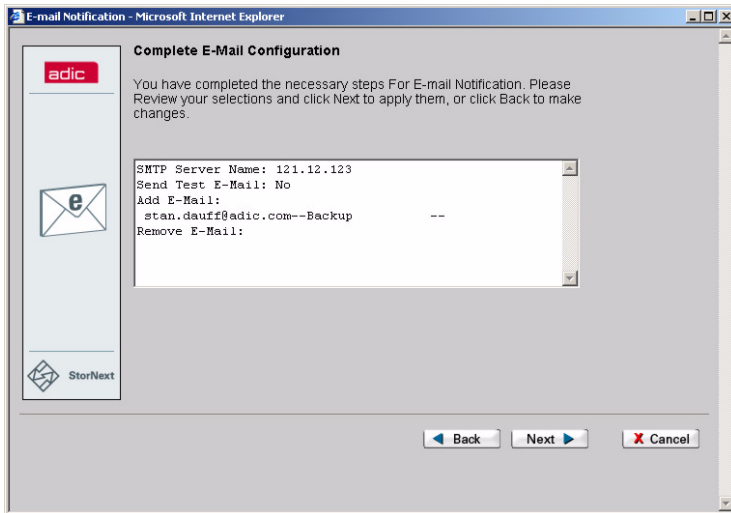 E-mail Notification - Microsoft Internet Explorer
adic
Complete E-Mail Configuration
You have completed the necessary steps For E-mail Notification. Please
Review your selections and click Next to apply them, or click Back to make
changes.
SMTP Server Name: 121.12.123
Send Test E-Mail: No
Add E-Mail:
stan.dauff@adic.com--Backup --
Remove E-Mail:
e
StorNext
Back Next X Cancel